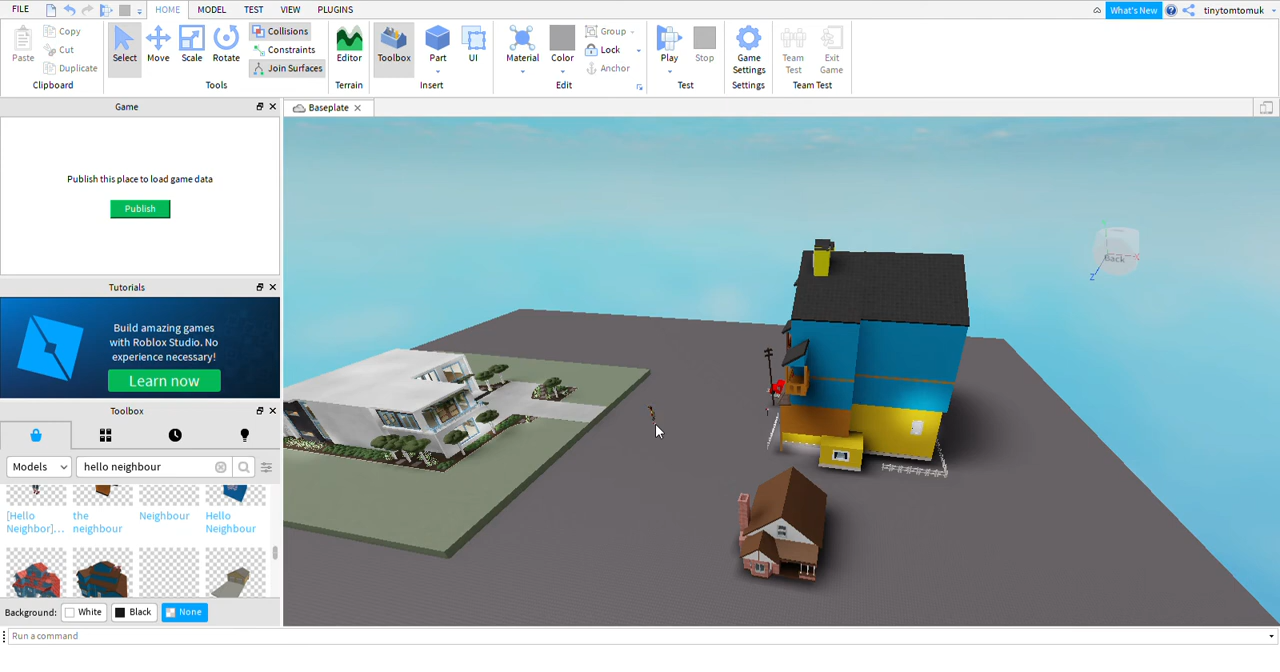 FILE HOME MODEL TEST VIEW PLUGINS What's New tinytomtomuk
Paste Copy Cut Duplicate Clipboard
Select Move Scale Rotate Collisions Constraints Join Surfaces Tools
Editor Terrain
Toolbox Part UI Insert
Material Color Group Lock Anchor Edit
Play Stop Test
Game Settings Settings
Team Test Exit Game Team Test
Game
Baseplate
Publish this place to load game data
Publish
Tutorials
Build amazing games
with Roblox Studio. No
experience necessary!
Learn now
Toolbox
Models hello neighbour
[Hello Neighbor]... the neighbour Neighbour Hello Neighbour
Background: White Black None
Run a command
Back
X
Z